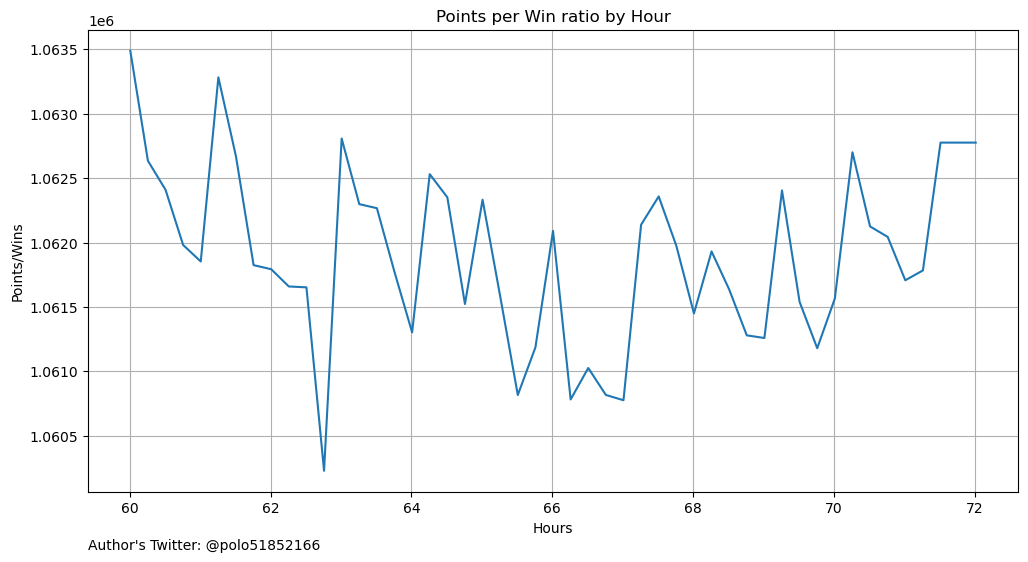 Points per Win ratio by Hour
1e6
1.0635
1.0630
1.0625
1.0620
1.0615
1.0610
1.0605
Points/Wins
60 62 64 66 68 70 72
Hours
Author's Twitter: @polo51852166